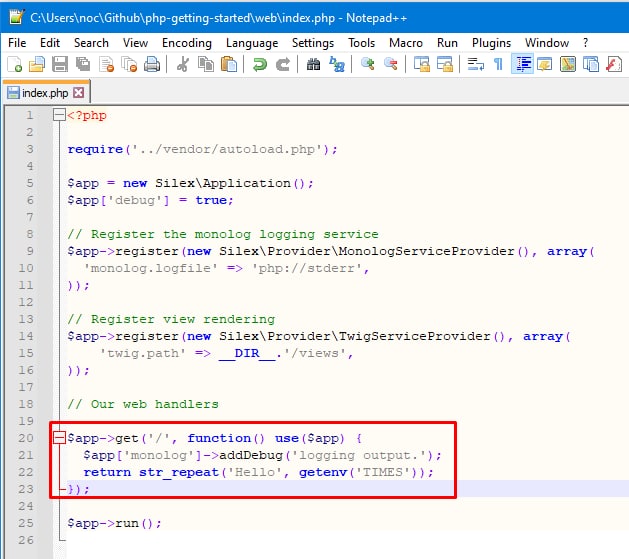 C:\Users\noc\Github\php-getting-started\web\index.php - Notepad++
File Edit Search View Encoding Language Settings Tools Macro Run Plugins Window ?
index.php
1 <?php
2
3 require('../vendor/autoload.php');
4
5 $app = new Silex\Application();
6 $app['debug'] = true;
7
8 // Register the monolog logging service
9 $app->register(new Silex\Provider\MonologServiceProvider(), array(
10   'monolog.logfile' => 'php://stderr',
11 ));
12
13 // Register view rendering
14 $app->register(new Silex\Provider\TwigServiceProvider(), array(
15     'twig.path' => __DIR__.'/views',
16 ));
17
18 // Our web handlers
19
20 $app->get('/', function() use($app) {
21   $app['monolog']->addDebug('logging output.');
22   return str_repeat('Hello', getenv('TIMES'));
23 });
24
25 $app->run();
26